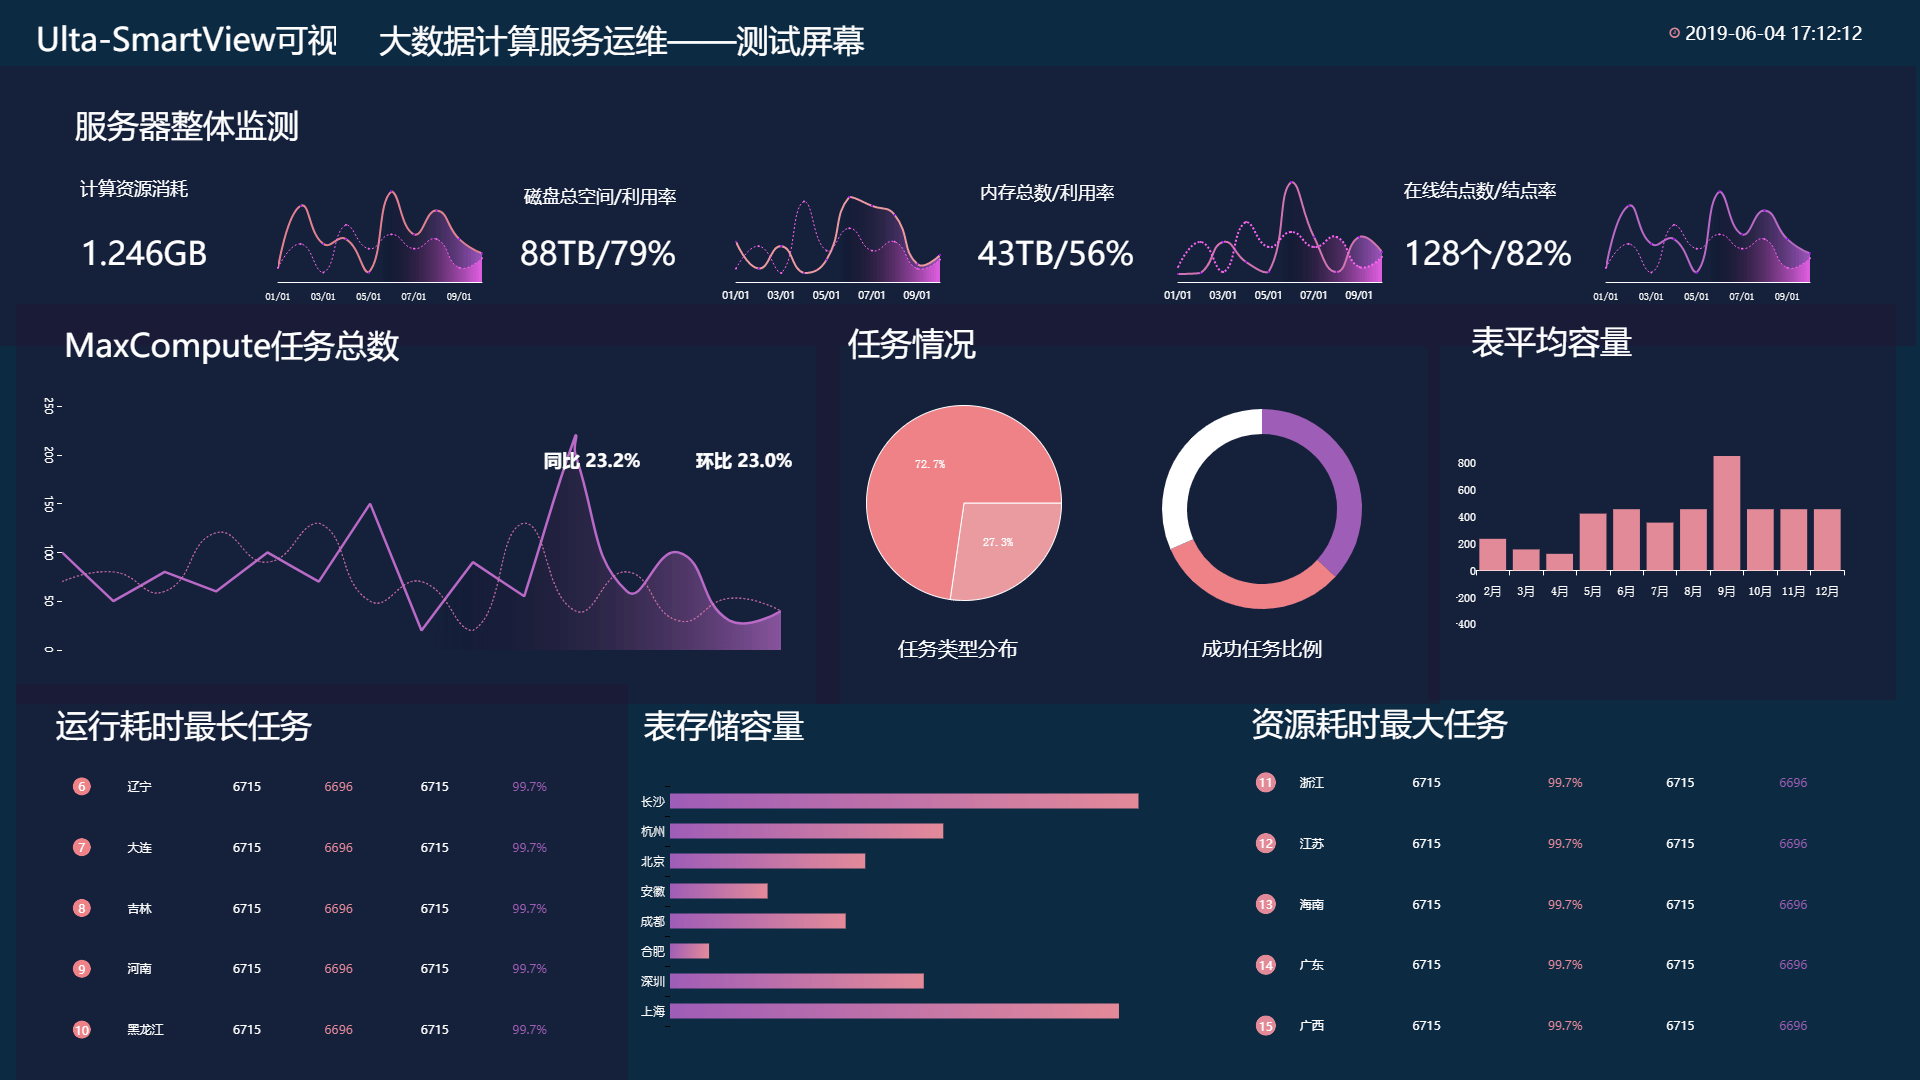 Ulta-SmartView可视
大数据计算服务运维——测试屏幕
2019-06-04 17:12:12
服务器整体监测
计算资源消耗
1.246GB
01/01 03/01 05/01 07/01 09/01
磁盘总空间/利用率
88TB/79%
01/01 03/01 05/01 07/01 09/01
内存总数/利用率
43TB/56%
01/01 03/01 05/01 07/01 09/01
在线结点数/结点率
128个/82%
01/01 03/01 05/01 07/01 09/01
MaxCompute任务总数
250
200
150
100
50
0
同比 23.2%
环比 23.0%
任务情况
72.7%
27.3%
任务类型分布
成功任务比例
表平均容量
800
600
400
200
0
-200
-400
2月 3月 4月 5月 6月 7月 8月 9月 10月 11月 12月
运行耗时最长任务
6 辽宁 6715 6696 6715 99.7%
7 大连 6715 6696 6715 99.7%
8 吉林 6715 6696 6715 99.7%
9 河南 6715 6696 6715 99.7%
10 黑龙江 6715 6696 6715 99.7%
表存储容量
长沙
杭州
北京
安徽
成都
合肥
深圳
上海
资源耗时最大任务
11 浙江 6715 99.7% 6715 6696
12 江苏 6715 99.7% 6715 6696
13 海南 6715 99.7% 6715 6696
14 广东 6715 99.7% 6715 6696
15 广西 6715 99.7% 6715 6696